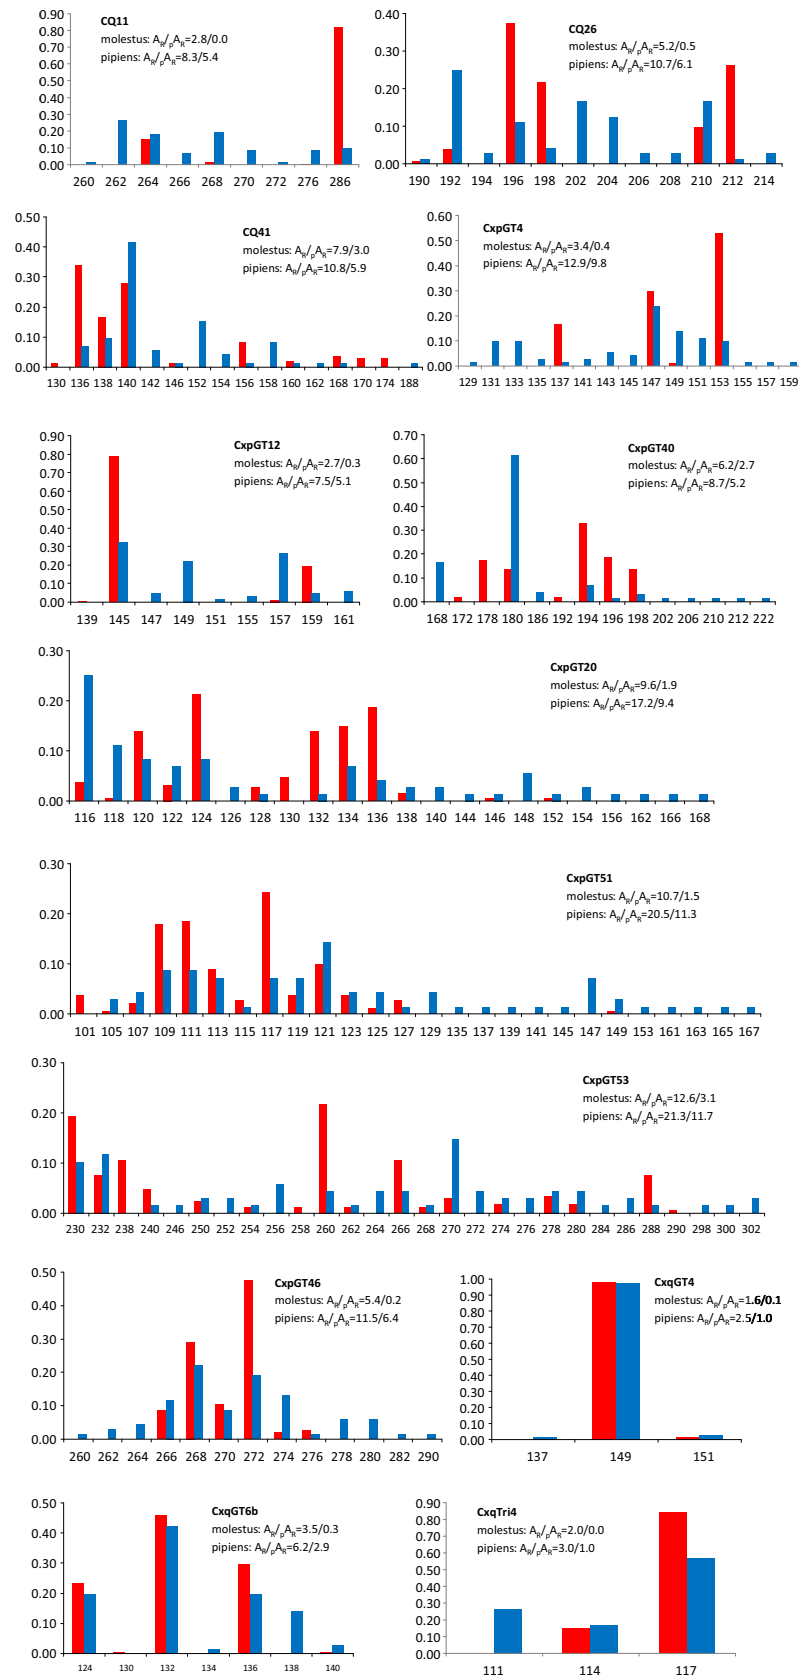 CQ11
molestus: AR/pAR=2.8/0.0
pipiens: AR/pAR=8.3/5.4
0.90
0.80
0.70
0.60
0.50
0.40
0.30
0.20
0.10
0.00
260 262 264 266 268 270 272 276 286
CQ26
molestus: AR/pAR=5.2/0.5
pipiens: AR/pAR=10.7/6.1
0.40
0.30
0.20
0.10
0.00
190 192 194 196 198 202 204 206 208 210 212 214
CQ41
molestus: AR/pAR=7.9/3.0
pipiens: AR/pAR=10.8/5.9
0.50
0.40
0.30
0.20
0.10
0.00
130 136 138 140 142 146 152 154 156 158 160 162 168 170 174 188
CxpGT4
molestus: AR/pAR=3.4/0.4
pipiens: AR/pAR=12.9/9.8
0.60
0.50
0.40
0.30
0.20
0.10
0.00
129 131 133 135 137 141 143 145 147 149 151 153 155 157 159
CxpGT12
molestus: AR/pAR=2.7/0.3
pipiens: AR/pAR=7.5/5.1
0.90
0.80
0.70
0.60
0.50
0.40
0.30
0.20
0.10
0.00
139 145 147 149 151 155 157 159 161
CxpGT40
molestus: AR/pAR=6.2/2.7
pipiens: AR/pAR=8.7/5.2
0.70
0.60
0.50
0.40
0.30
0.20
0.10
0.00
168 172 178 180 186 192 194 196 198 202 206 210 212 222
CxpGT20
molestus: AR/pAR=9.6/1.9
pipiens: AR/pAR=17.2/9.4
0.30
0.20
0.10
0.00
116 118 120 122 124 126 128 130 132 134 136 138 140 144 146 148 152 154 156 162 166 168
CxpGT51
molestus: AR/pAR=10.7/1.5
pipiens: AR/pAR=20.5/11.3
0.30
0.20
0.10
0.00
101 105 107 109 111 113 115 117 119 121 123 125 127 129 135 137 139 141 145 147 149 153 161 163 165 167
CxpGT53
molestus: AR/pAR=12.6/3.1
pipiens: AR/pAR=21.3/11.7
0.30
0.20
0.10
0.00
230 232 238 240 246 250 252 254 256 258 260 262 264 266 268 270 272 274 276 278 280 284 286 288 290 298 300 302
CxpGT46
molestus: AR/pAR=5.4/0.2
pipiens: AR/pAR=11.5/6.4
0.50
0.40
0.30
0.20
0.10
0.00
260 262 264 266 268 270 272 274 276 278 280 282 290
CxqGT4
molestus: AR/pAR=1.6/0.1
pipiens: AR/pAR=2.5/1.0
1.00
0.90
0.80
0.70
0.60
0.50
0.40
0.30
0.20
0.10
0.00
137 149 151
CxqGT6b
molestus: AR/pAR=3.5/0.3
pipiens: AR/pAR=6.2/2.9
0.50
0.40
0.30
0.20
0.10
0.00
124 130 132 134 136 138 140
CxqTri4
molestus: AR/pAR=2.0/0.0
pipiens: AR/pAR=3.0/1.0
0.90
0.80
0.70
0.60
0.50
0.40
0.30
0.20
0.10
0.00
111 114 117